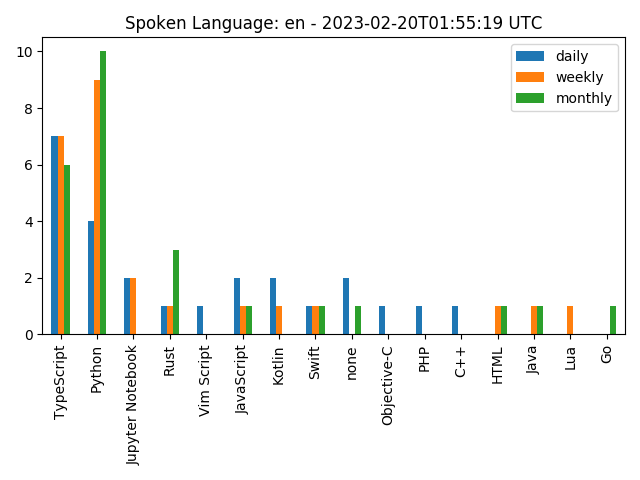 Spoken Language: en - 2023-02-20T01:55:19 UTC
daily
weekly
monthly
10
8
6
4
2
0
TypeScript
Python
Jupyter Notebook
Rust
Vim Script
JavaScript
Kotlin
Swift
none
Objective-C
PHP
C++
HTML
Java
Lua
Go